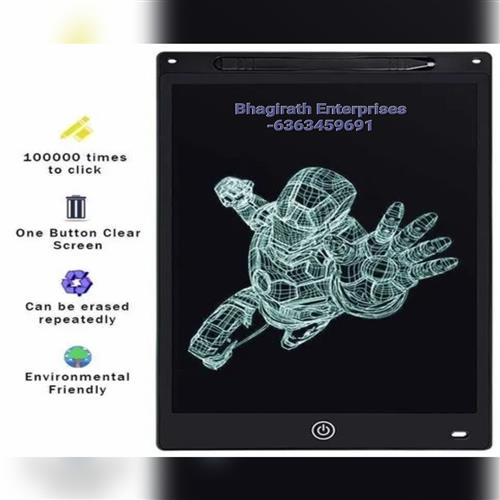 Bhagirath Enterprises
-6363459691
100000 times
to click
One Button Clear
Screen
Can be erased
repeatedly
Environmental
Friendly